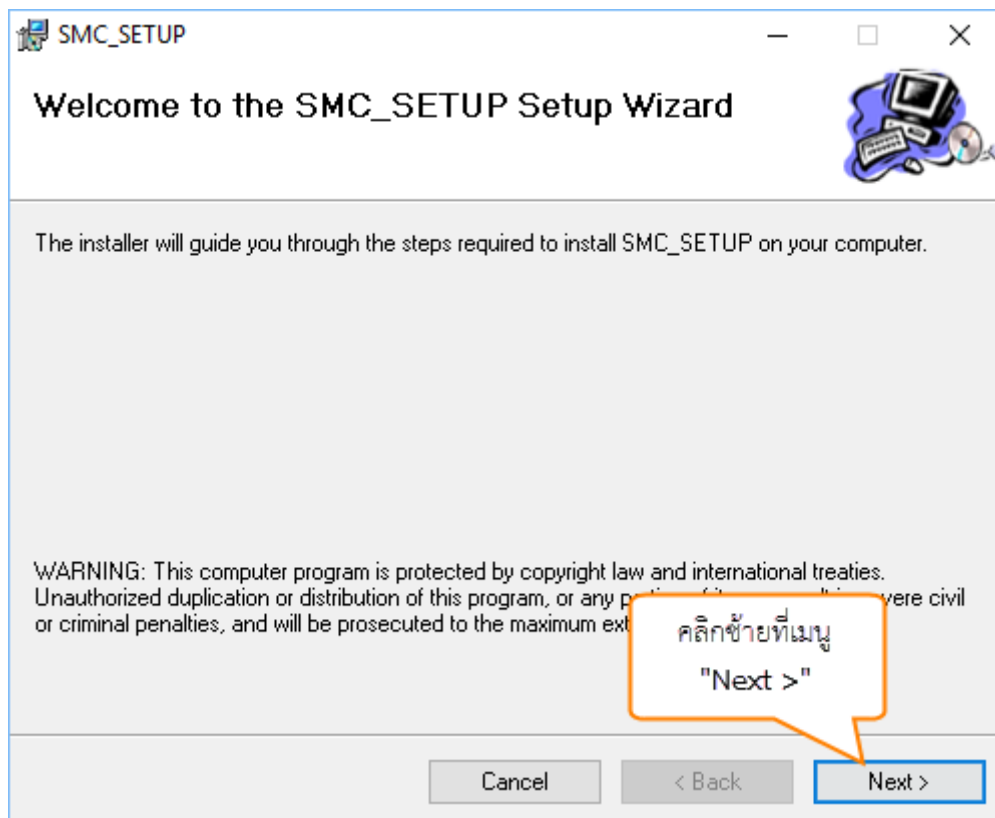 SMC_SETUP
Welcome to the SMC_SETUP Setup Wizard
The installer will guide you through the steps required to install SMC_SETUP on your computer.
WARNING: This computer program is protected by copyright law and international treaties.
Unauthorized duplication or distribution of this program, or any civil
or criminal penalties, and will be prosecuted to the maximum
คลิกซ้ายที่เมนู
"Next >"
Cancel
< Back
Next >